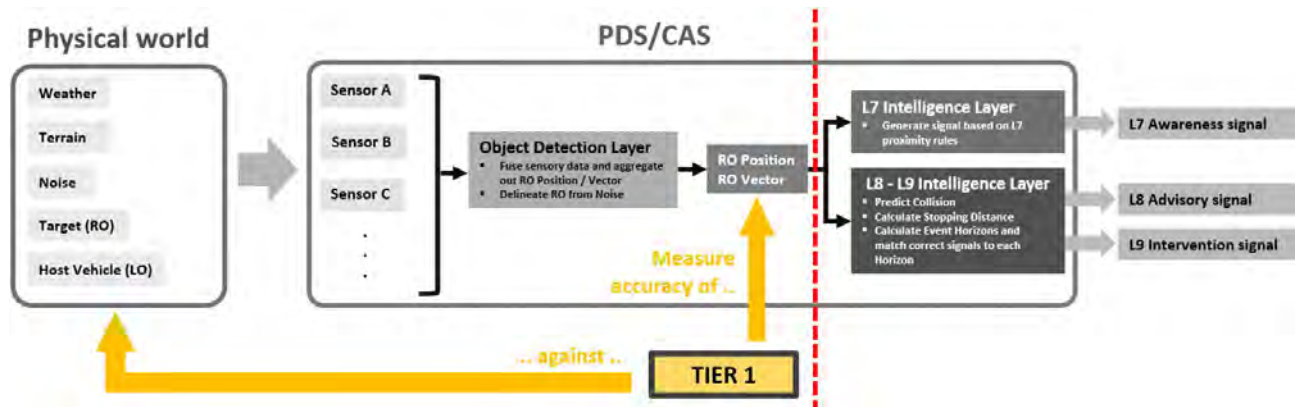 Physical world
PDS/CAS
Weather
Terrain
Noise
Target (RO)
Host Vehicle (LO)
Sensor A
Sensor B
Sensor C
.
.
.
.
Object Detection Layer
▪ Fuse sensory data and aggregate
out RO Position / Vector
▪ Delineate RO from Noise
RO Position
RO Vector
L7 Intelligence Layer
▪ Generate signal based on L7
proximity rules
L8 - L9 Intelligence Layer
▪ Predict Collision
▪ Calculate Stopping Distance
▪ Calculate Event Horizons and
match correct signals to each
Horizon
L7 Awareness signal
L8 Advisory signal
L9 Intervention signal
Measure
accuracy of ..
... against ..
TIER 1